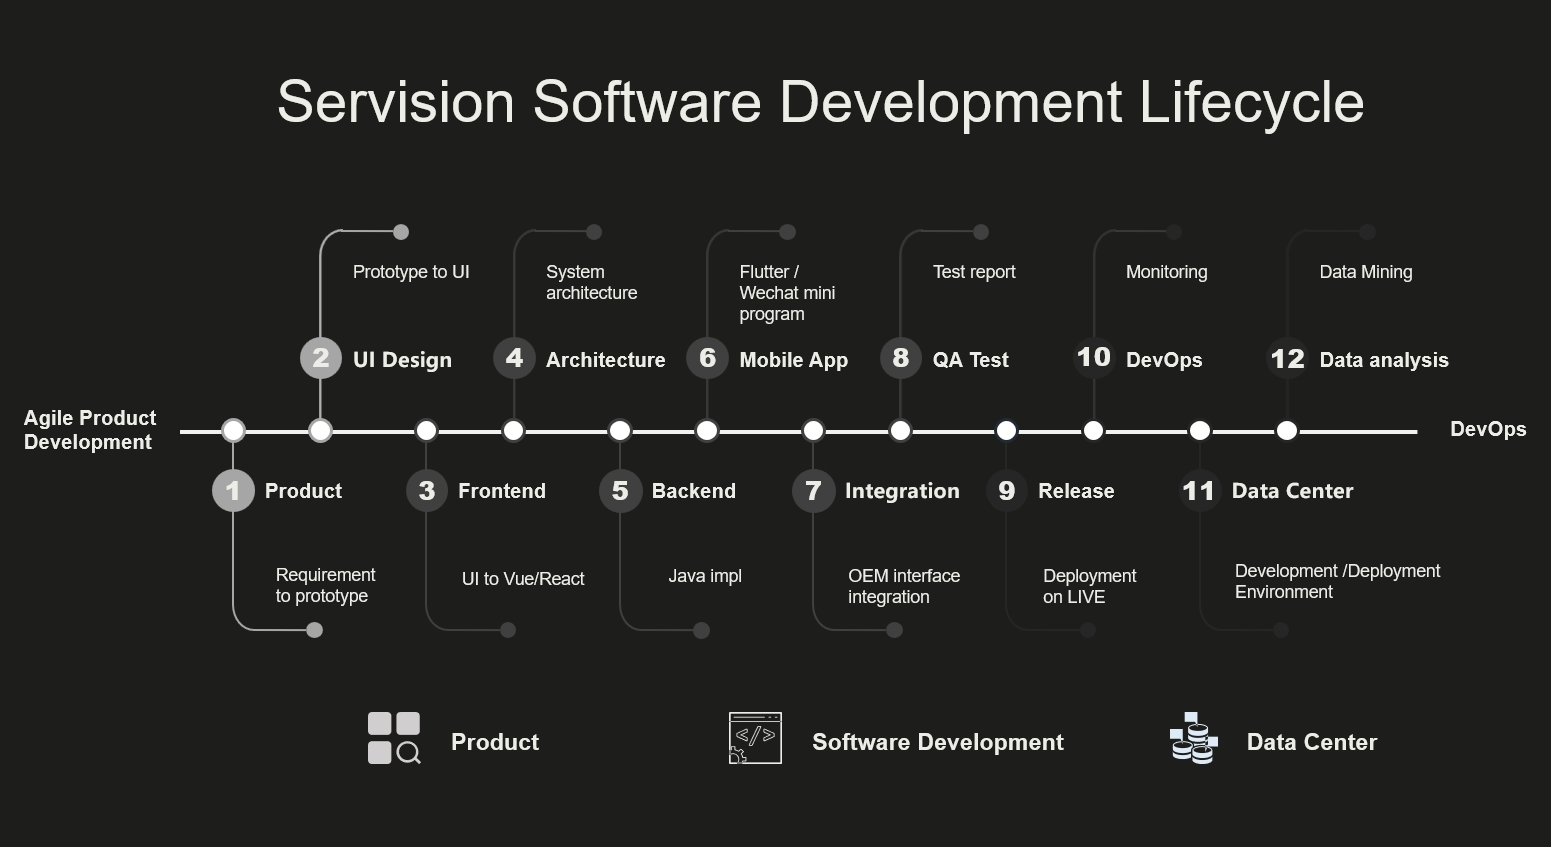 Servision Software Development Lifecycle
Prototype to UI
System
architecture
Flutter /
Wechat mini
program
Test report
Monitoring
Data Mining
2 UI Design
4 Architecture
6 Mobile App
8 QA Test
10 DevOps
12 Data analysis
Agile Product
Development
DevOps
1 Product
3 Frontend
5 Backend
7 Integration
9 Release
11 Data Center
Requirement
to prototype
UI to Vue/React
Java impl
OEM interface
integration
Deployment
on LIVE
Development /Deployment
Environment
</>
Product
Software Development
Data Center